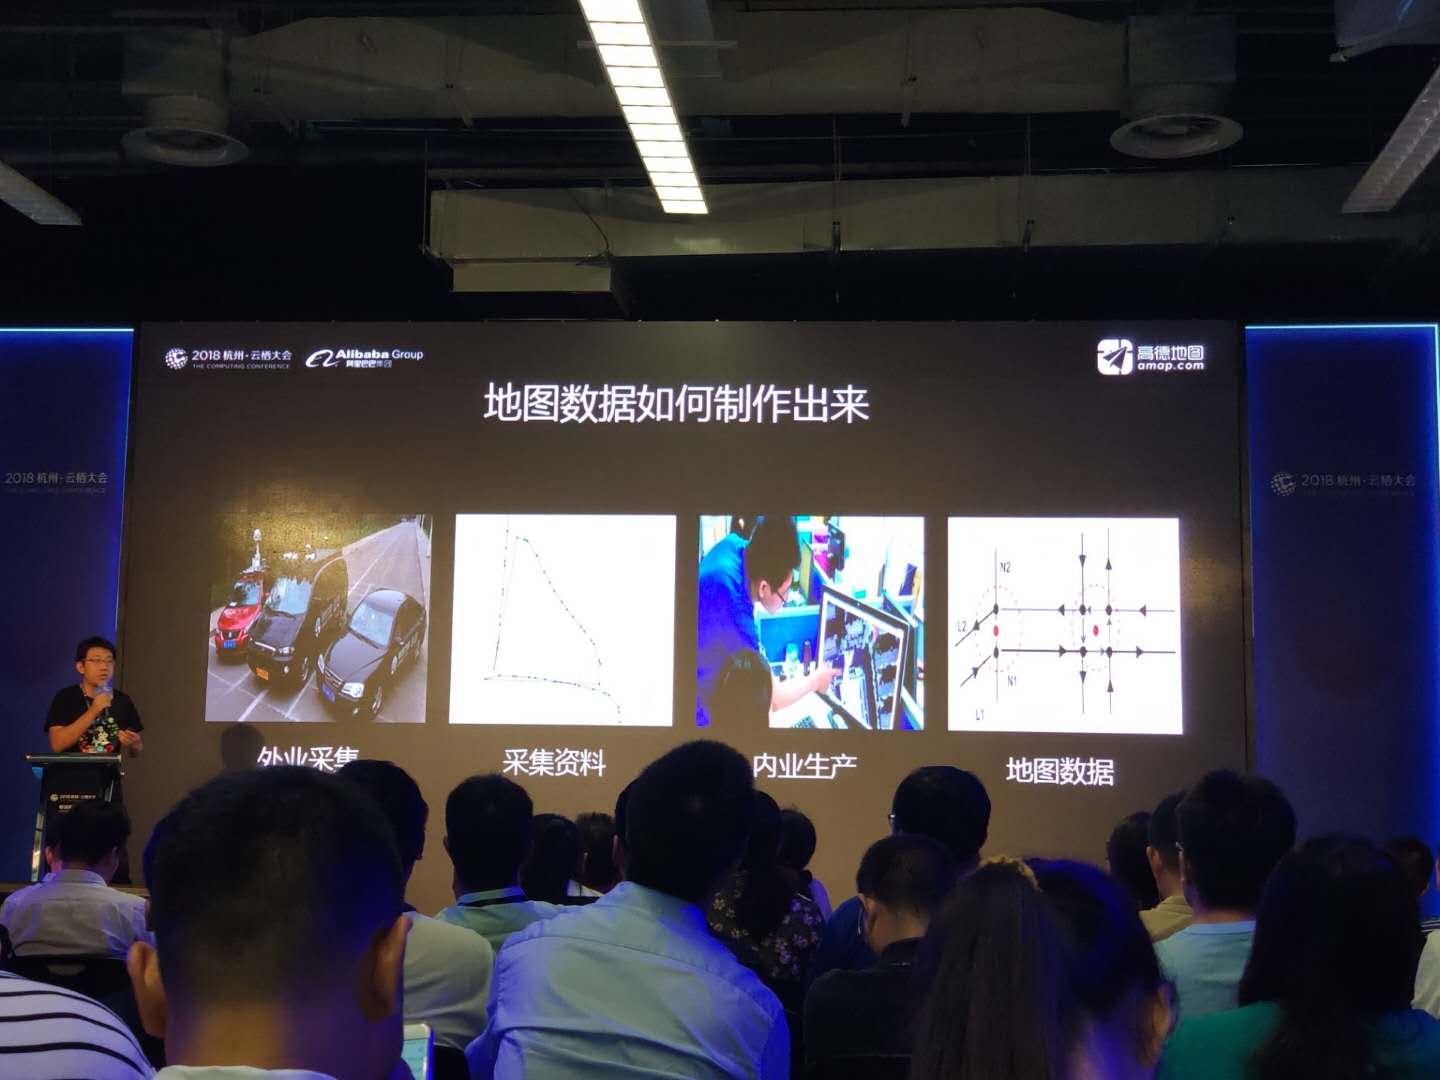 2018 杭州·云栖大会
THE COMPUTING CONFERENCE
Alibaba Group
阿里巴巴集团
高德地图
amap.com
地图数据如何制作出来
2018 杭州·云栖大会
THE COMPUTING CONFERENCE
2018 杭州·云栖大会
N2
L2
N1
L1
外业采集
采集资料
内业生产
地图数据